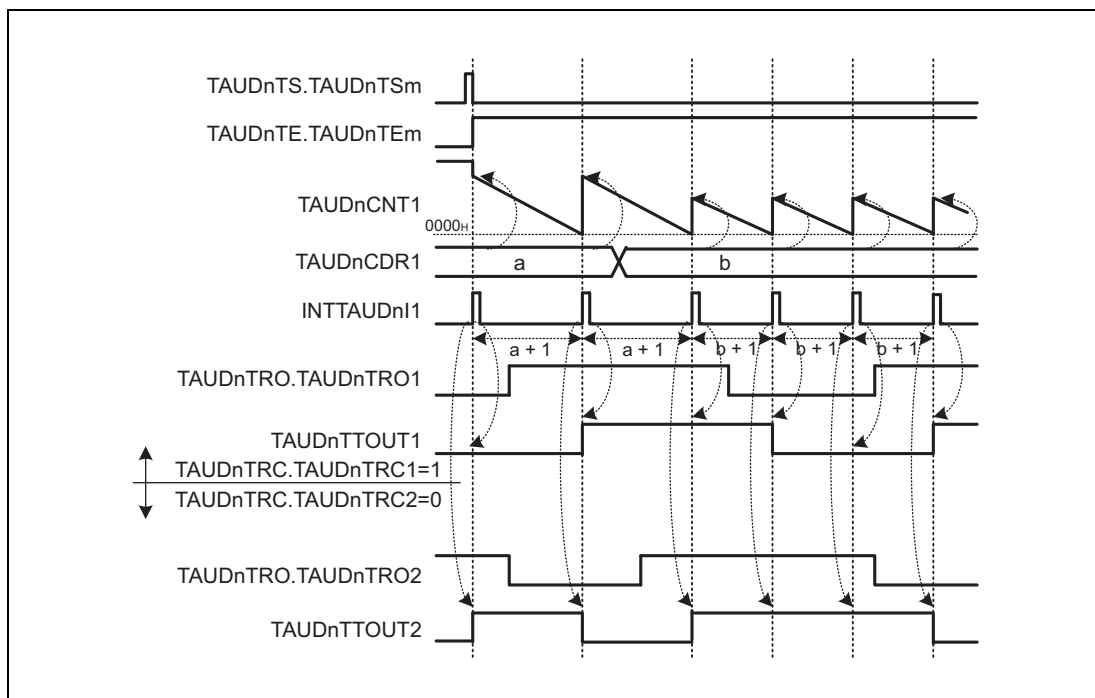 TAUDnTS.TAUDnTSm
TAUDnTE.TAUDnTEm
TAUDnCNT1
0000H
TAUDnCDR1
a
b
INTTAUDnI1
a + 1
a + 1
b + 1
b + 1
b + 1
TAUDnTRO.TAUDnTRO1
TAUDnTTOUT1
TAUDnTRC.TAUDnTRC1=1
TAUDnTRC.TAUDnTRC2=0
TAUDnTRO.TAUDnTRO2
TAUDnTTOUT2